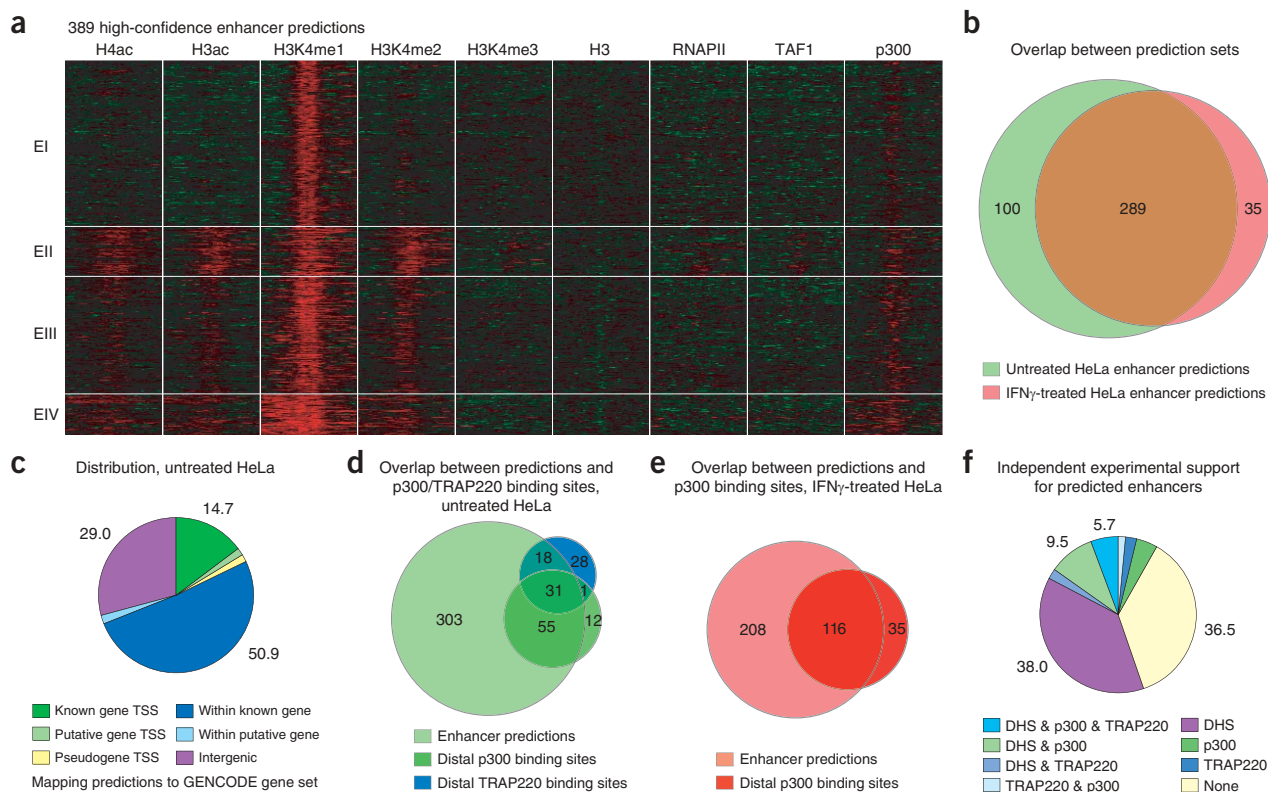 a
389 high-confidence enhancer predictions
H4ac H3ac H3K4me1 H3K4me2 H3K4me3 H3 RNAPII TAF1 p300
EI
EII
EIII
EIV
b
Overlap between prediction sets
100 289 35
Untreated HeLa enhancer predictions
IFNγ-treated HeLa enhancer predictions
c
Distribution, untreated HeLa
14.7
29.0
50.9
Known gene TSS
Within known gene
Putative gene TSS
Within putative gene
Pseudogene TSS
Intergenic
Mapping predictions to GENCODE gene set
d
Overlap between predictions and
p300/TRAP220 binding sites,
untreated HeLa
18 28
31 1
303 55 12
Enhancer predictions
Distal p300 binding sites
Distal TRAP220 binding sites
e
Overlap between predictions and
p300 binding sites, IFNγ-treated HeLa
208 116 35
Enhancer predictions
Distal p300 binding sites
f
Independent experimental support
for predicted enhancers
5.7
9.5
36.5
38.0
DHS & p300 & TRAP220
DHS
DHS & p300
p300
DHS & TRAP220
TRAP220
TRAP220 & p300
None